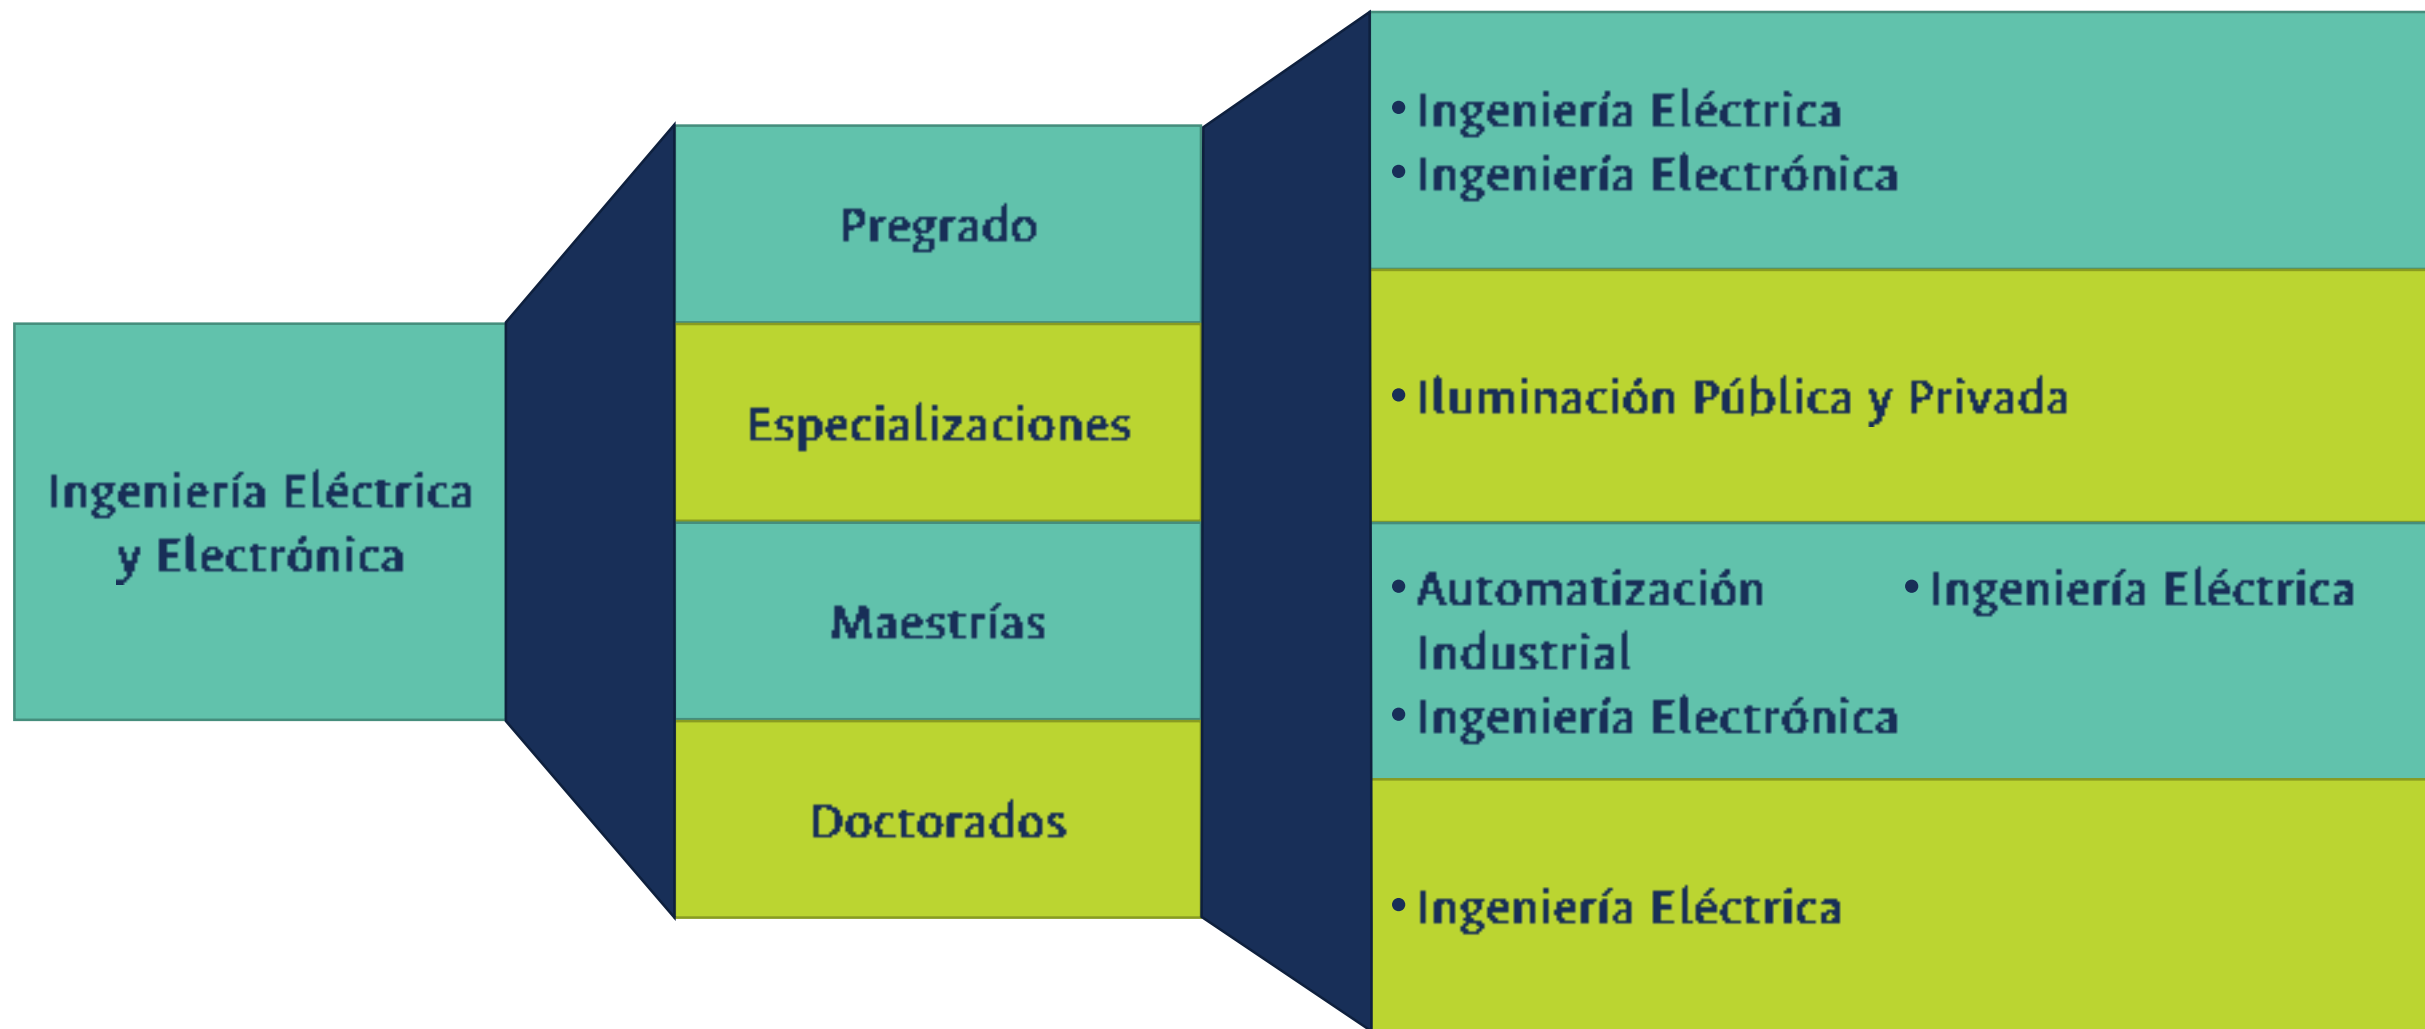 Ingeniería Eléctrica
y Electrónica
Pregrado
Especializaciones
Maestrías
Doctorados
• Ingeniería Eléctrica
• Ingeniería Electrónica
• Iluminación Pública y Privada
• Automatización
Industrial
• Ingeniería Electrónica
• Ingeniería Eléctrica
• Ingeniería Eléctrica